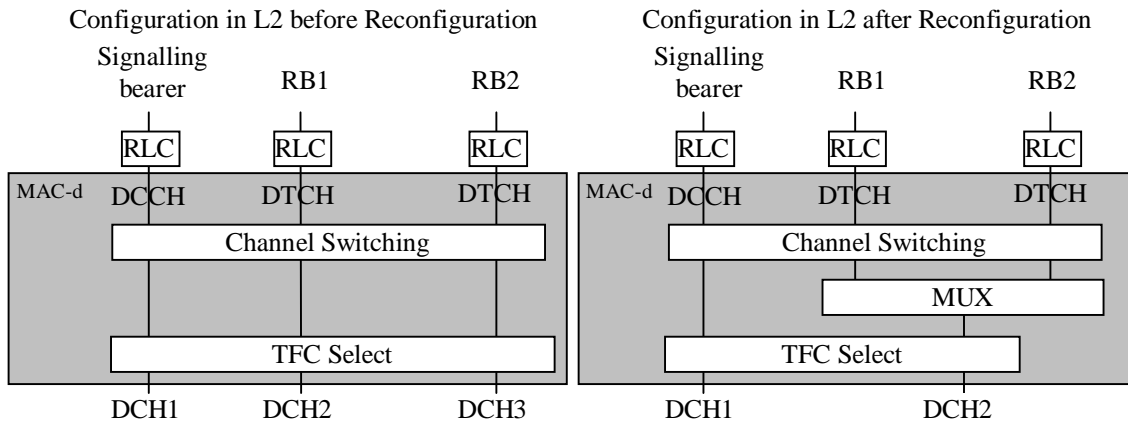 Configuration in L2 before Reconfiguration
Signalling
bearer
RB1
RB2
RLC
RLC
RLC
MAC-d
DCCH
DTCH
DTCH
Channel Switching
TFC Select
DCH1
DCH2
DCH3
Configuration in L2 after Reconfiguration
Signalling
bearer
RB1
RB2
RLC
RLC
RLC
MAC-d
DCCH
DTCH
DTCH
Channel Switching
MUX
TFC Select
DCH1
DCH2